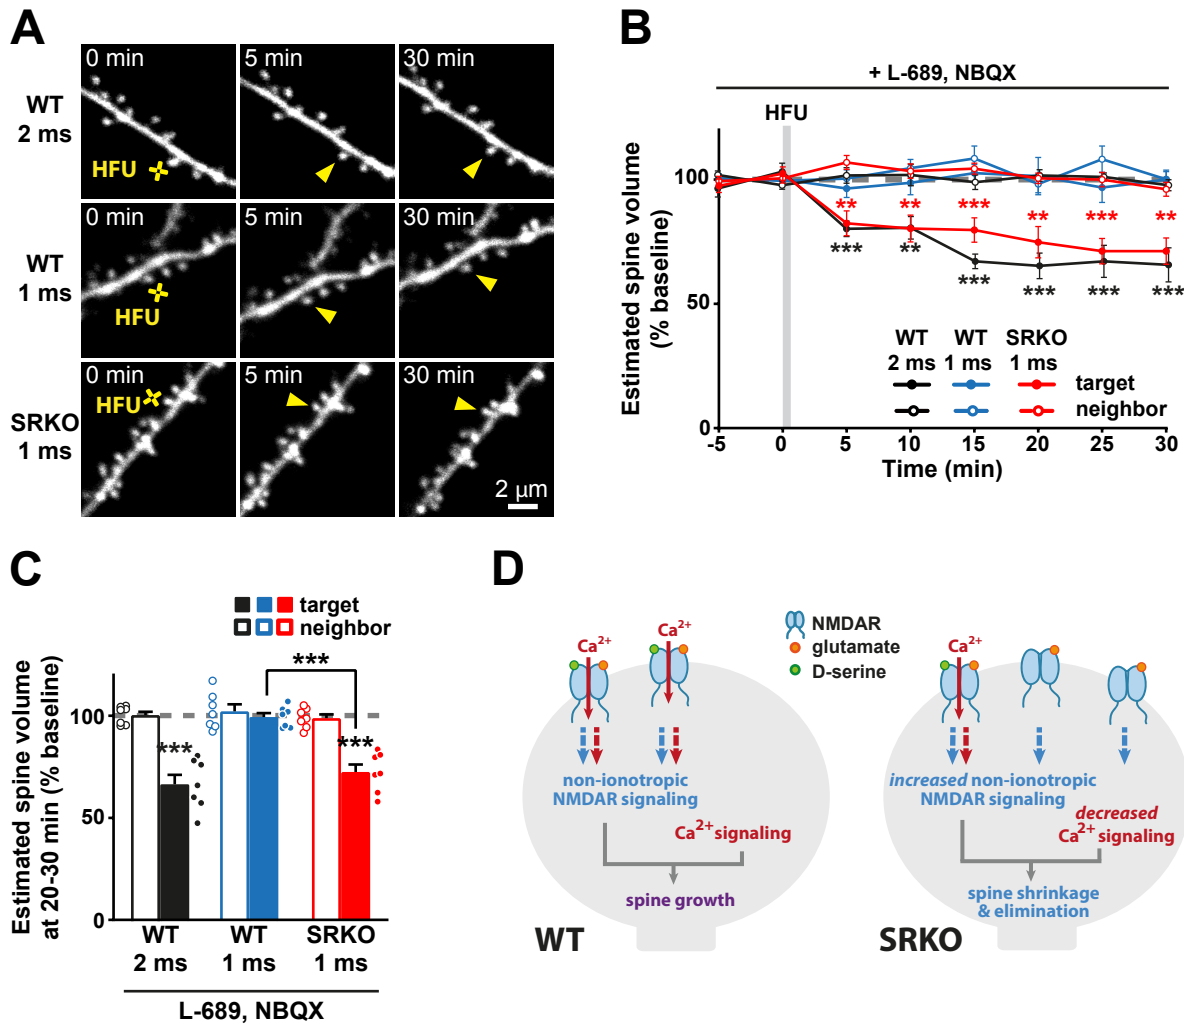 A
0 min
5 min
30 min
WT
2 ms
HFU
0 min
5 min
30 min
WT
1 ms
HFU
0 min
5 min
30 min
HFU
SRKO
1 ms
2 µm
B
+ L-689, NBQX
HFU
Estimated spine volume
(% baseline)
100
50
0
** ** *** ** *** **
*** ** *** *** *** ***
WT WT SRKO
2 ms 1 ms 1 ms
target
neighbor
-5 0 5 10 15 20 25 30
Time (min)
C
target
neighbor
Estimated spine volume
at 20-30 min (% baseline)
100
50
0
***
***
***
WT WT SRKO
2 ms 1 ms 1 ms
L-689, NBQX
D
Ca2+
Ca2+
NMDAR
glutamate
D-serine
non-ionotropic
NMDAR signaling
Ca2+ signaling
spine growth
WT
Ca2+
increased non-ionotropic
NMDAR signaling
decreased
Ca2+ signaling
spine shrinkage
& elimination
SRKO